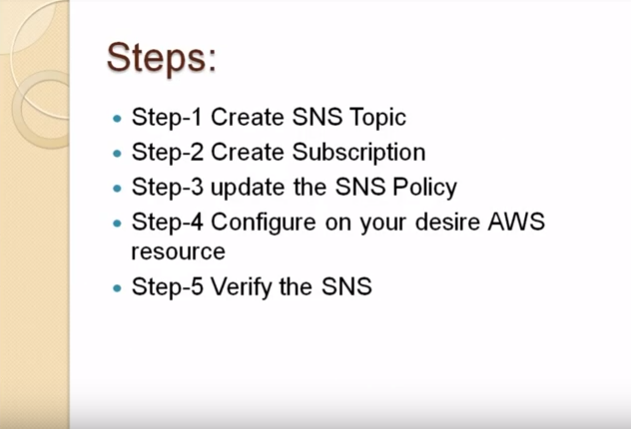 Steps:
• Step-1 Create SNS Topic
• Step-2 Create Subscription
• Step-3 update the SNS Policy
• Step-4 Configure on your desire AWS
resource
• Step-5 Verify the SNS